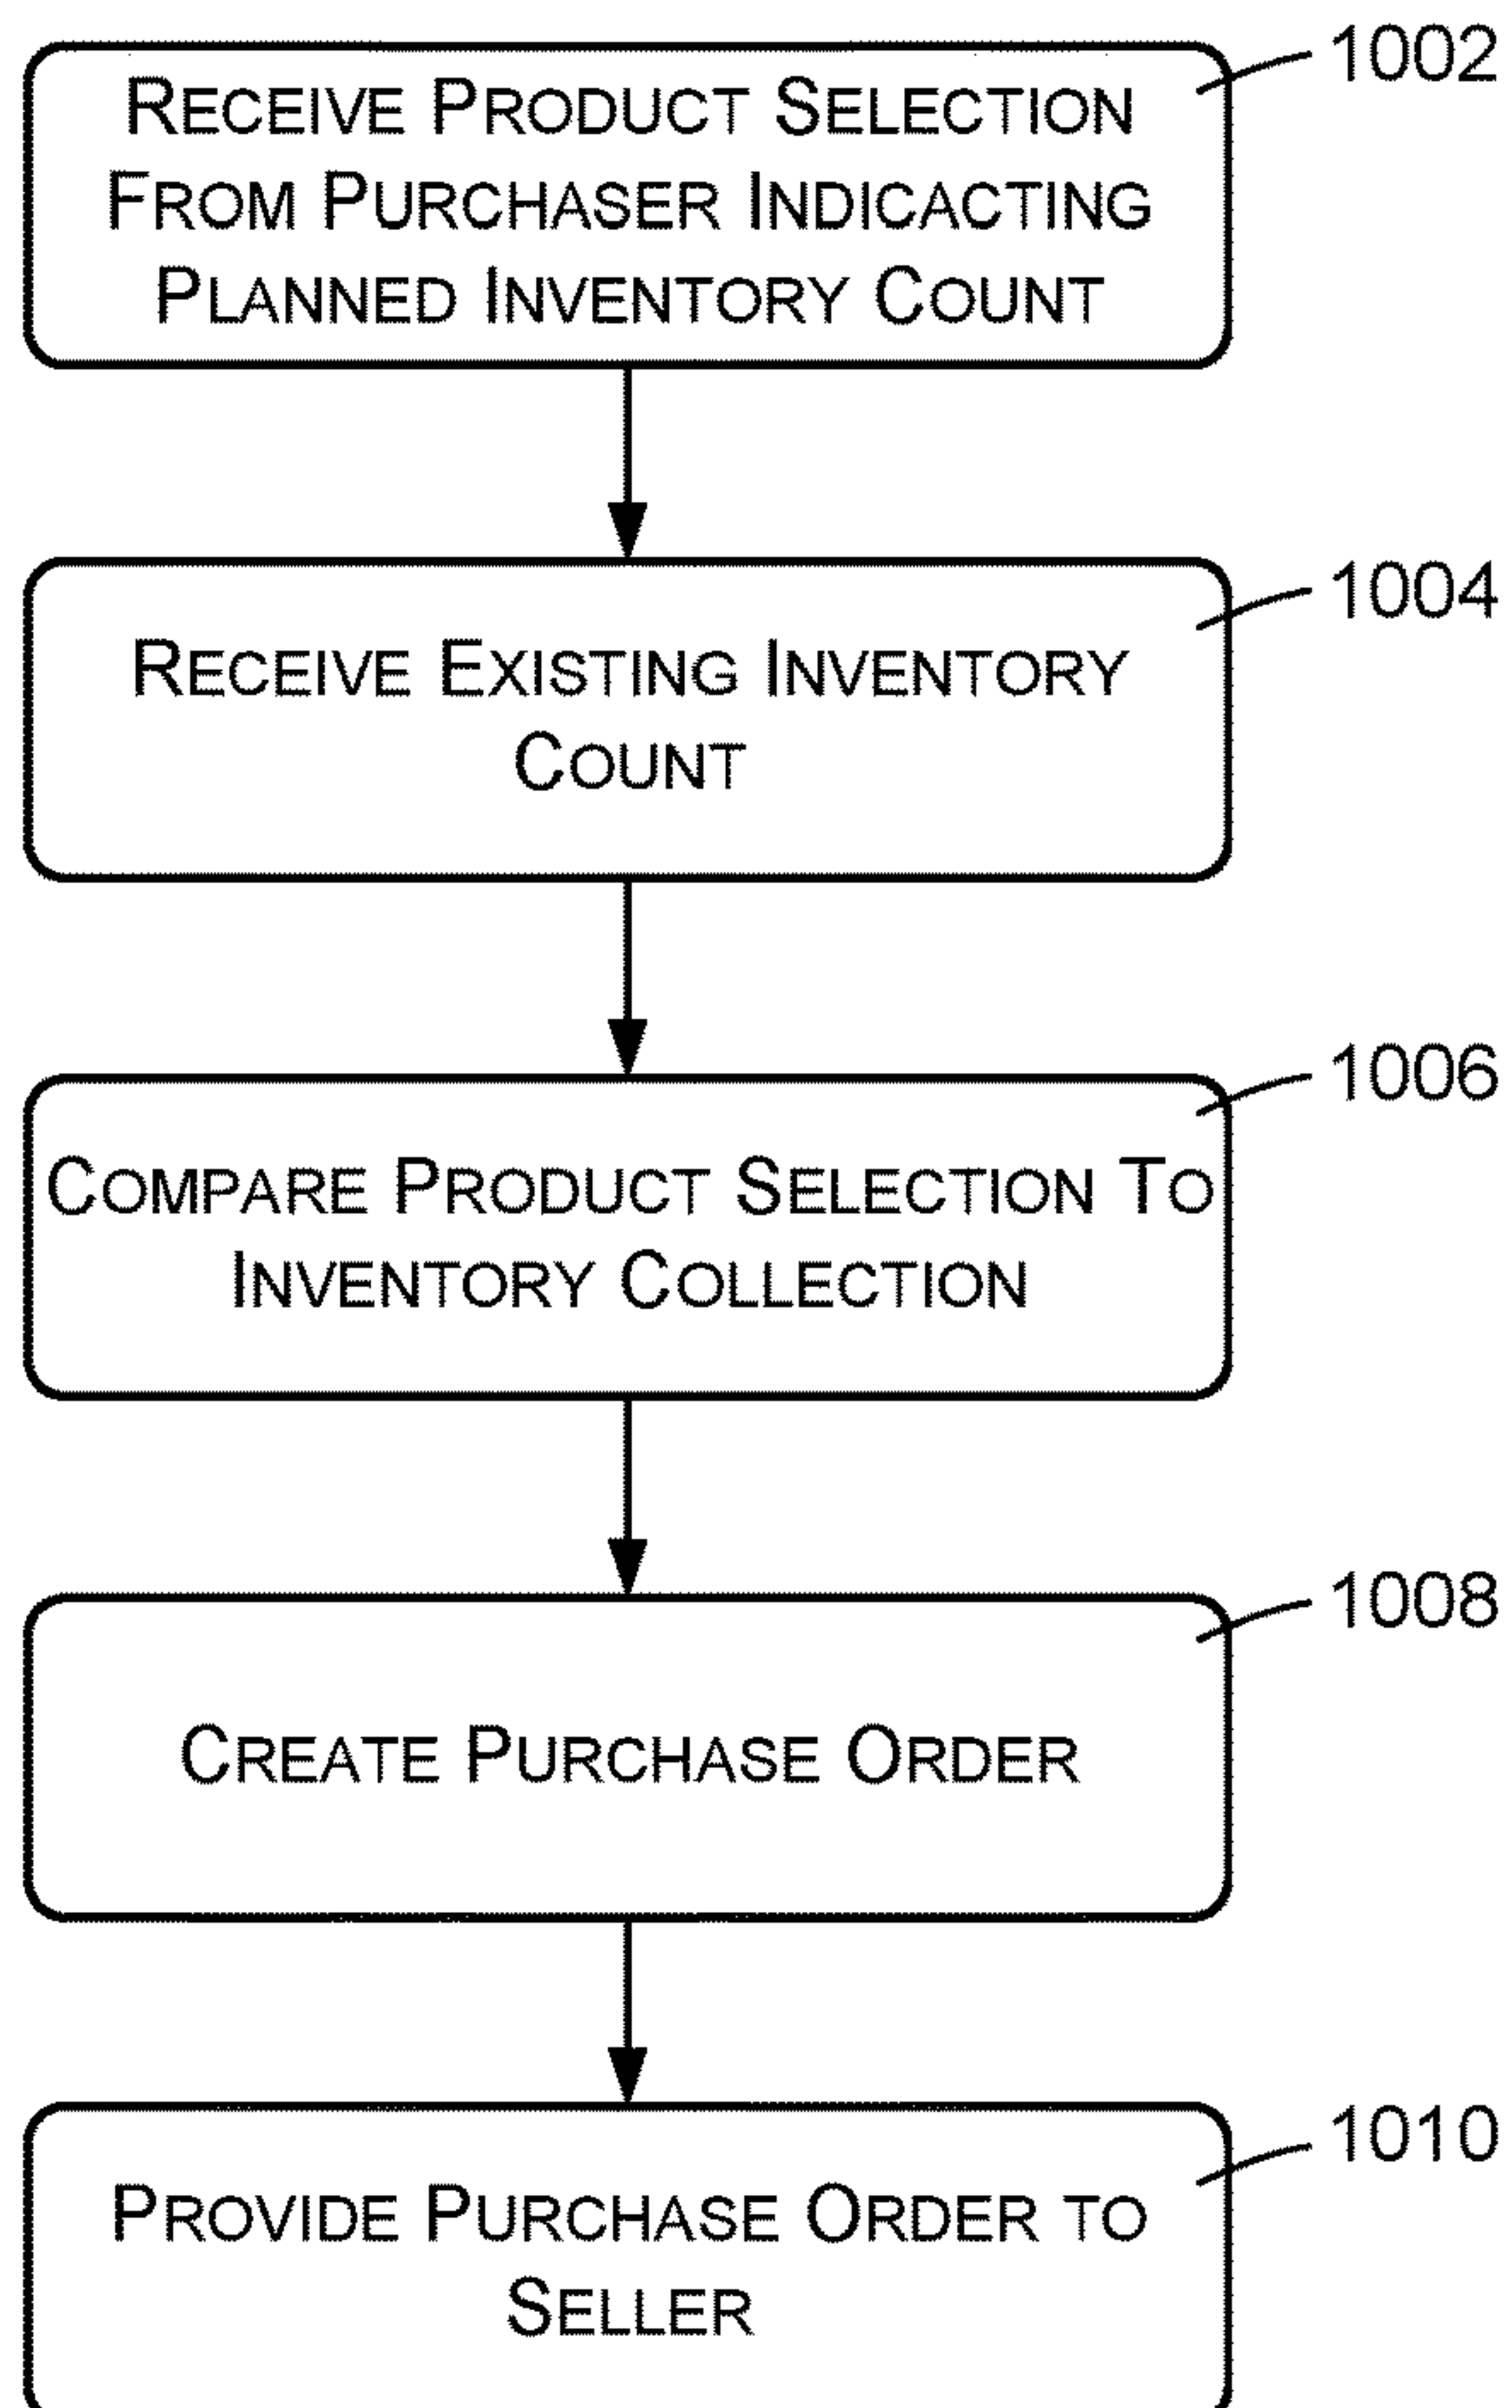 RECEIVE PRODUCT SELECTION
FROM PURCHASER INDICACTING
PLANNED INVENTORY COUNT
1002
RECEIVE EXISTING INVENTORY
COUNT
1004
COMPARE PRODUCT SELECTION TO
INVENTORY COLLECTION
1006
CREATE PURCHASE ORDER
1008
PROVIDE PURCHASE ORDER TO
SELLER
1010